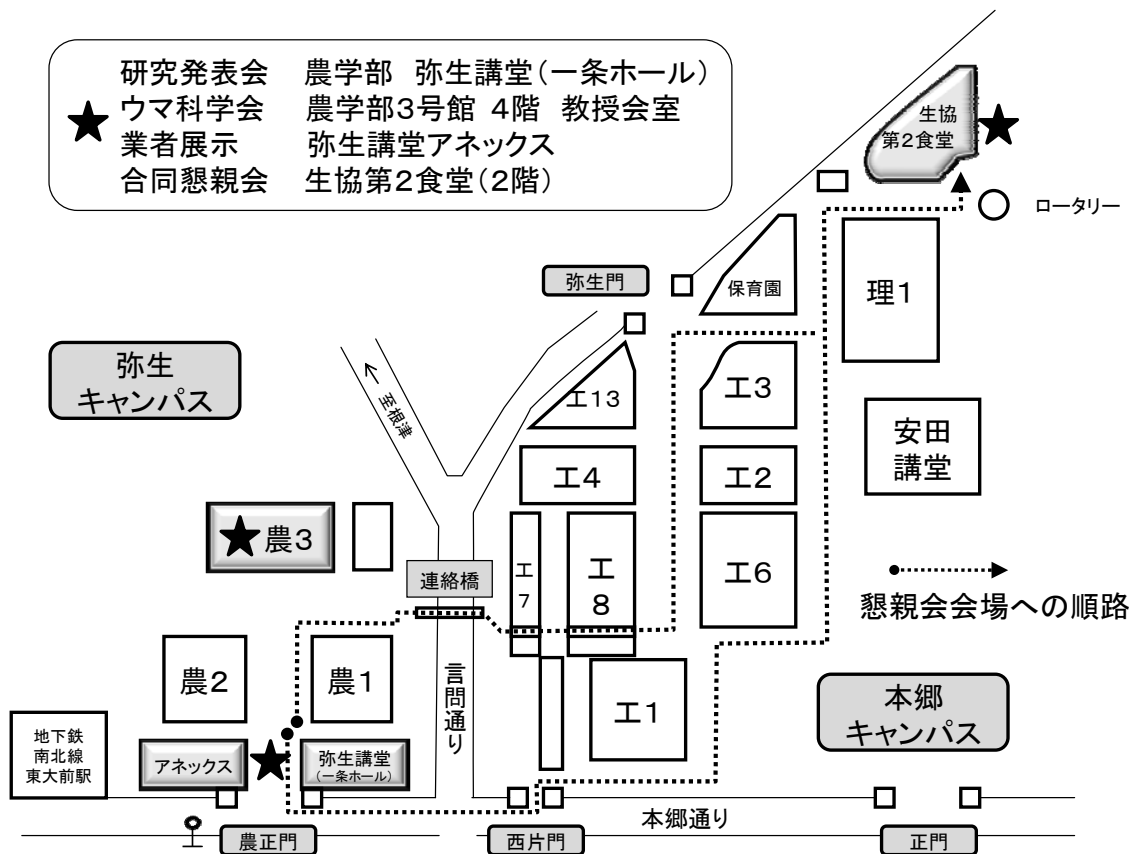 研究発表会 農学部 弥生講堂(一条ホール)
ウマ科学会 農学部3号館 4階 教授会室
業者展示 弥生講堂アネックス
合同懇親会 生協第2食堂(2階)
生協
第2食堂
ロータリー
弥生門
保育園
理1
弥生
キャンパス
至根津
工13
工3
安田
講堂
工4
工2
農3
連絡橋
工
7
工
8
工6
懇親会会場への順路
農2
農1
言問通り
工1
本郷
キャンパス
地下鉄
南北線
東大前駅
アネックス
弥生講堂
(一条ホール)
本郷通り
農正門
西片門
正門